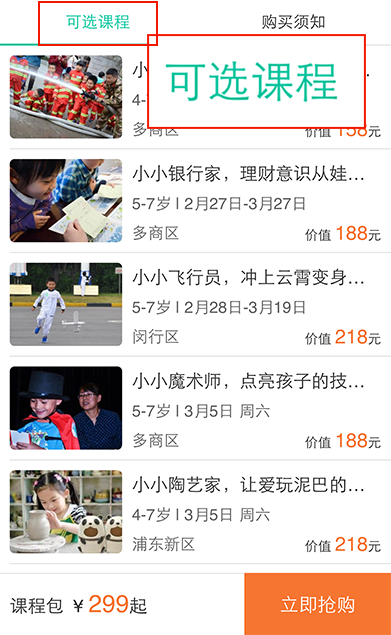 可选课程
购买须知
可选课程
小
4-
多商区
价值 158元
小小银行家，理财意识从娃…
5-7岁 | 2月27日-3月27日
多商区
价值 188元
小小飞行员，冲上云霄变身…
5-7岁 | 2月28日-3月19日
闵行区
价值 218元
小小魔术师，点亮孩子的技…
5-7岁 | 3月5日 周六
多商区
价值 188元
小小陶艺家，让爱玩泥巴的…
4-7岁 | 3月5日 周六
浦东新区
价值 218元
课程包 ￥299起
立即抢购